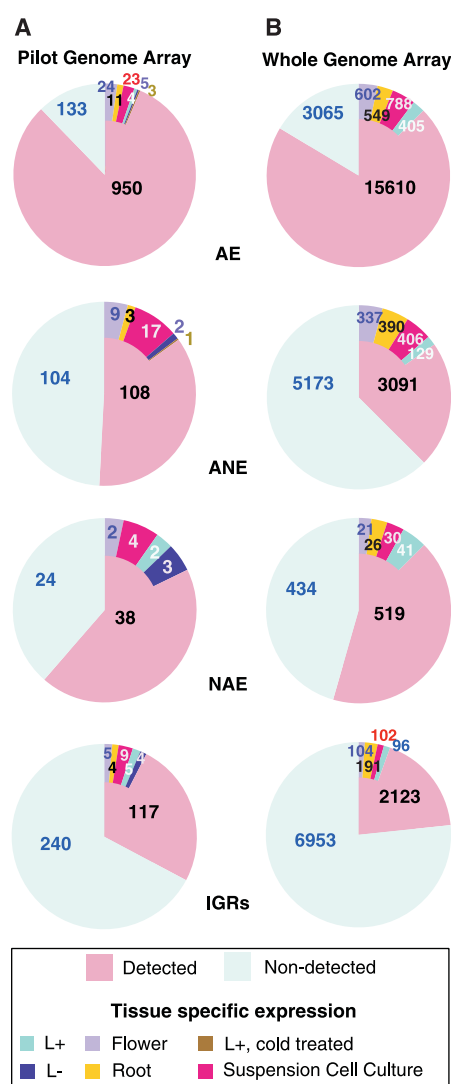 A B
Pilot Genome Array Whole Genome Array
24 11 23 4 5 3
133
950
602 549 788 405
3065
15610
AE
9 3 17 2 1
104
108
337 390 406 129
5173
3091
ANE
2 4 2 3
24
38
21 26 30 41
434
519
NAE
5 4 9 5 4
117
240
104 191 102 96
2123
6953
IGRs
Detected Non-detected
Tissue specific expression
L+ Flower L+, cold treated
L- Root Suspension Cell Culture